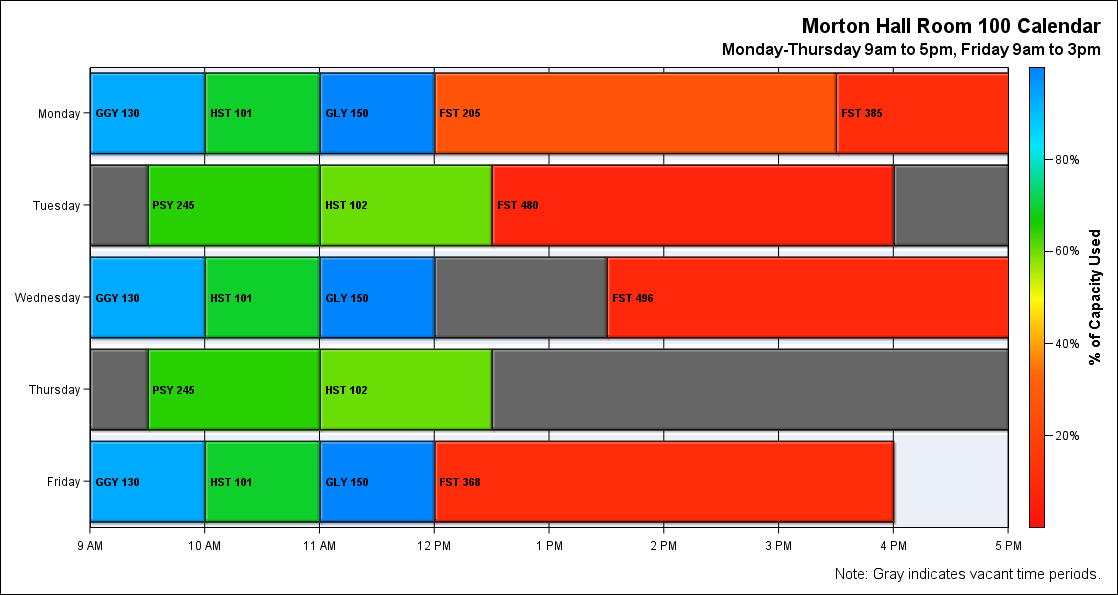 Morton Hall Room 100 Calendar
Monday-Thursday 9am to 5pm, Friday 9am to 3pm
Monday
GGY 130
HST 101
GLY 150
FST 205
FST 385
Tuesday
PSY 245
HST 102
FST 480
Wednesday
GGY 130
HST 101
GLY 150
FST 496
Thursday
PSY 245
HST 102
Friday
GGY 130
HST 101
GLY 150
FST 368
9 AM
10 AM
11 AM
12 PM
1 PM
2 PM
3 PM
4 PM
5 PM
80%
60%
40%
20%
% of Capacity Used
Note: Gray indicates vacant time periods.